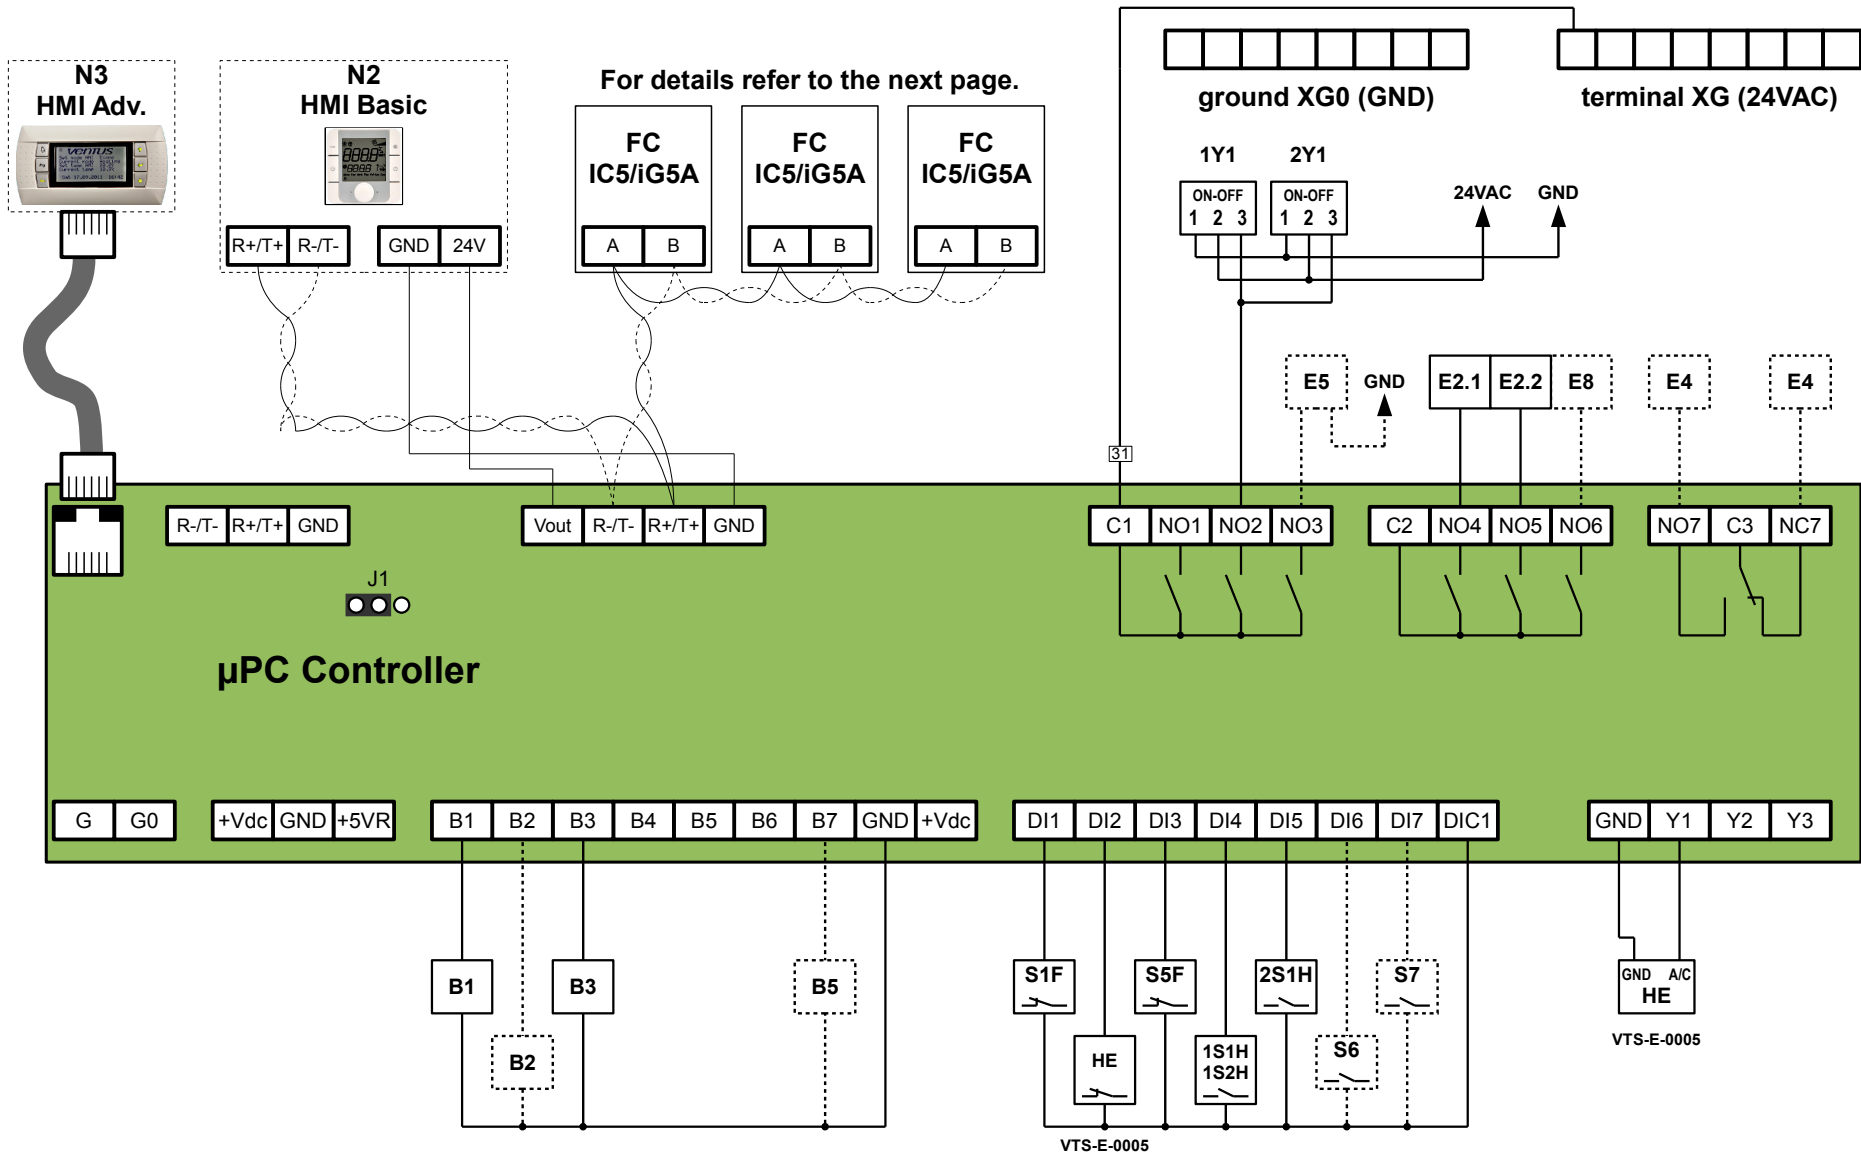 N3
HMI Adv.
VENTUS
N2
HMI Basic
R+/T+ R-/T- GND 24V
For details refer to the next page.
FC
IC5/iG5A
A B
FC
IC5/iG5A
A B
FC
IC5/iG5A
A B
ground XG0 (GND)
terminal XG (24VAC)
1Y1 2Y1
ON-OFF
1 2 3
ON-OFF
1 2 3
24VAC GND
E5 GND E2.1 E2.2 E8 E4 E4
31
R-/T- R+/T+ GND
Vout R-/T- R+/T+ GND
C1 NO1 NO2 NO3
C2 NO4 NO5 NO6
NO7 C3 NC7
J1
µPC Controller
G G0
+Vdc GND +5VR
B1 B2 B3 B4 B5 B6 B7 GND +Vdc
DI1 DI2 DI3 DI4 DI5 DI6 DI7 DIC1
GND Y1 Y2 Y3
B1 B3 B5
B2
S1F S5F 2S1H S7
HE
1S1H
1S2H
S6
GND A/C
HE
VTS-E-0005
VTS-E-0005